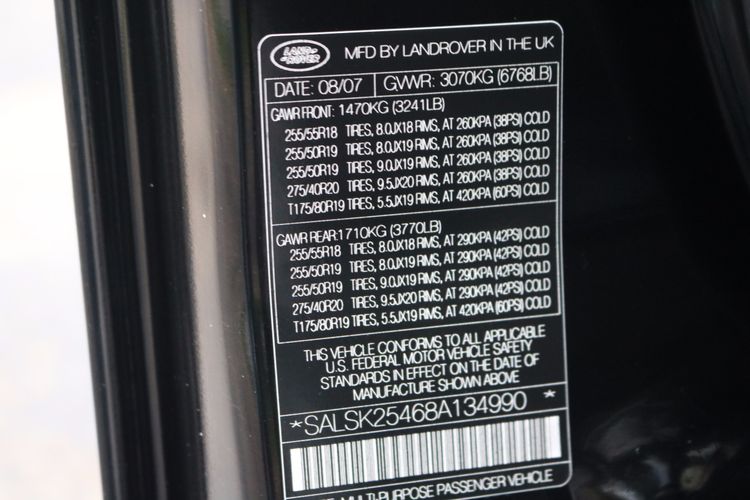 LAND ROVER
MFD BY LANDROVER IN THE UK
DATE: 08/07 GVWR: 3070KG (6768LB)
GAWR FRONT: 1470KG (3241LB)
255/55R18 TIRES, 8.0JX18 RIMS, AT 260KPA (38PSI) COLD
255/50R19 TIRES, 8.0JX19 RIMS, AT 260KPA (38PSI) COLD
255/50R19 TIRES, 9.0JX19 RIMS, AT 260KPA (38PSI) COLD
275/40R20 TIRES, 9.5JX20 RIMS, AT 260KPA (38PSI) COLD
T175/80R19 TIRES, 5.5JX19 RIMS, AT 420KPA (60PSI) COLD
GAWR REAR: 1710KG (3770LB)
255/55R18 TIRES, 8.0JX18 RIMS, AT 290KPA (42PSI) COLD
255/50R19 TIRES, 8.0JX19 RIMS, AT 290KPA (42PSI) COLD
255/50R19 TIRES, 9.0JX19 RIMS, AT 290KPA (42PSI) COLD
275/40R20 TIRES, 9.5JX20 RIMS, AT 290KPA (42PSI) COLD
T175/80R19 TIRES, 5.5JX19 RIMS, AT 420KPA (60PSI) COLD
THIS VEHICLE CONFORMS TO ALL APPLICABLE
U.S. FEDERAL MOTOR VEHICLE SAFETY
STANDARDS IN EFFECT ON THE DATE OF
MANUFACTURE SHOWN ABOVE
*SALSK25468A134990 *
MULTI-PURPOSE PASSENGER VEHICLE